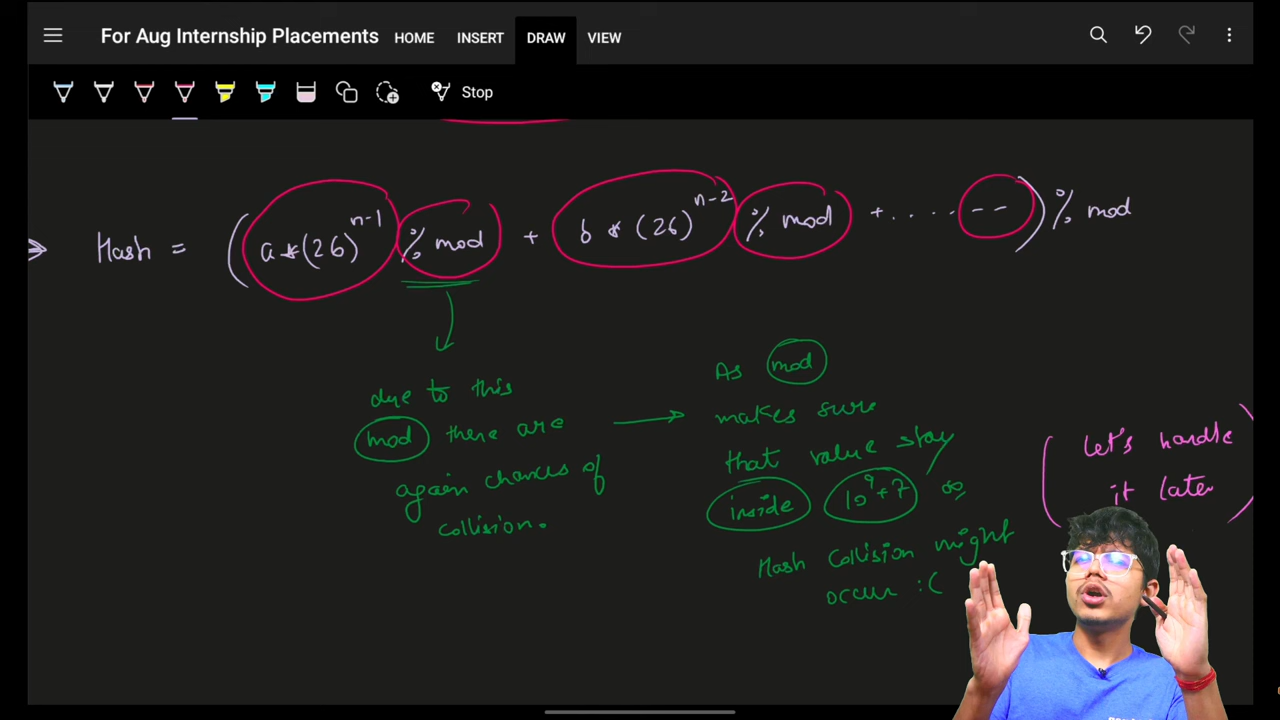 For Aug Internship Placements HOME INSERT DRAW VIEW
Stop
Hash = (a*(26)^(n-1) % mod + b*(26)^(n-2) % mod + ..... --) % mod
due to this
mod there are
again chances of
collision.
As mod
makes sure
that value stay
inside 10^9+7 so
Hash Collision might
occur :(
(Let's handle
it later)